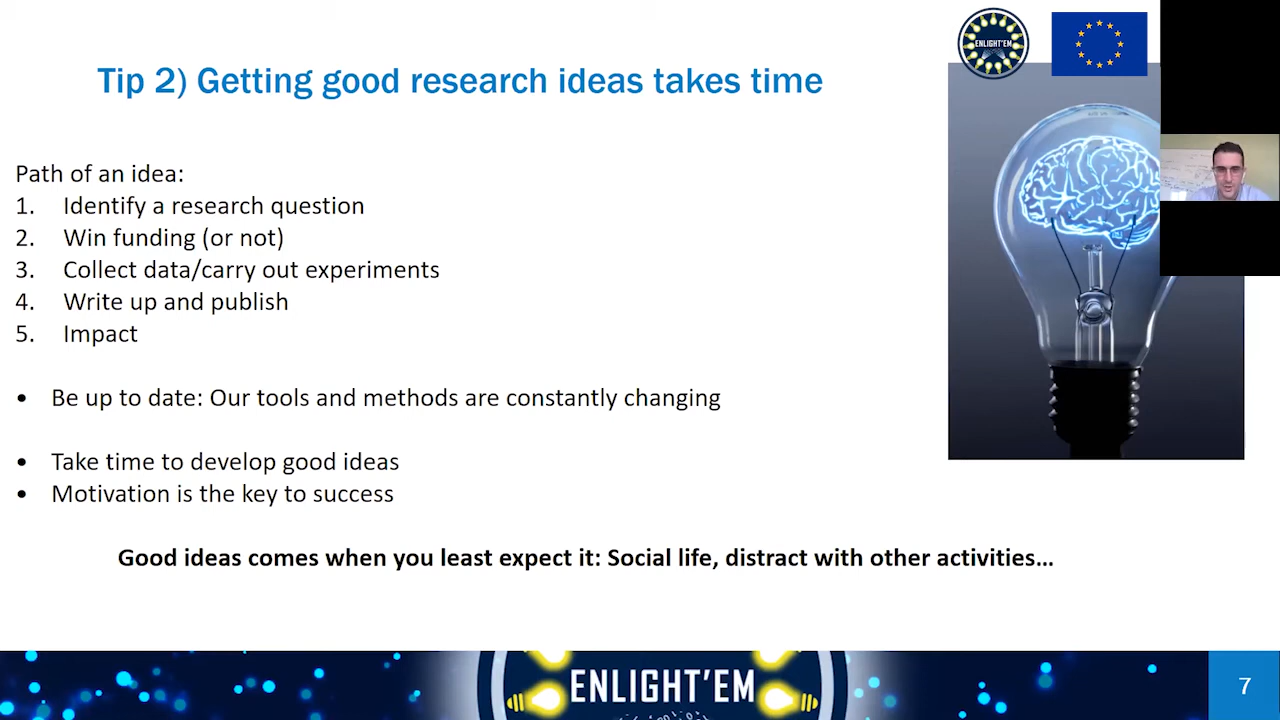 ENLIGHT'EM
Tip 2) Getting good research ideas takes time
Path of an idea:
1. Identify a research question
2. Win funding (or not)
3. Collect data/carry out experiments
4. Write up and publish
5. Impact
• Be up to date: Our tools and methods are constantly changing
• Take time to develop good ideas
• Motivation is the key to success
Good ideas comes when you least expect it: Social life, distract with other activities…
ENLIGHT'EM
7